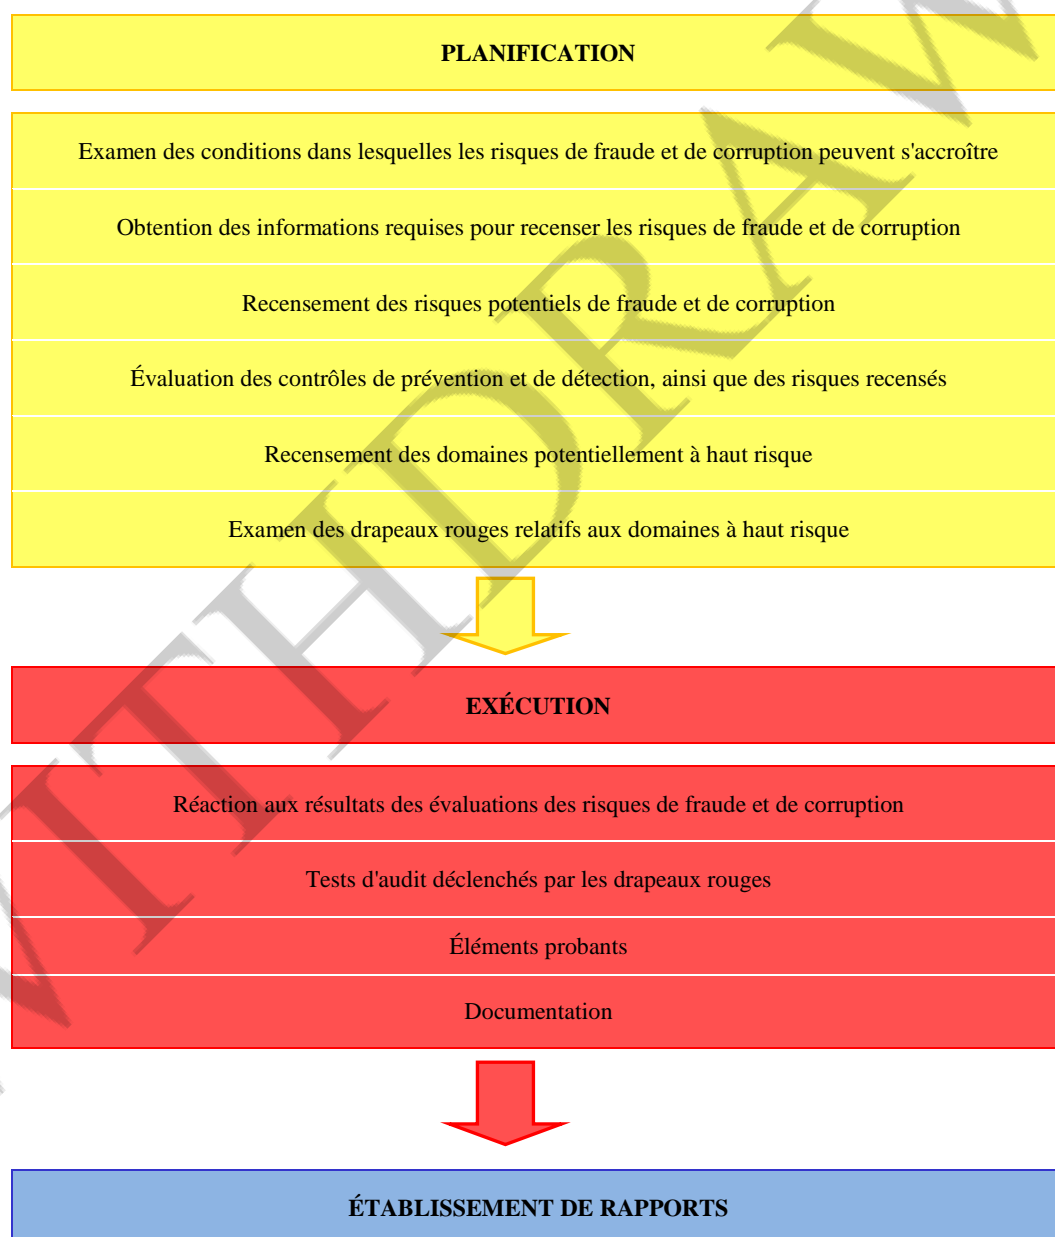 PLANIFICATION
Examen des conditions dans lesquelles les risques de fraude et de corruption peuvent s'accroître
Obtention des informations requises pour recenser les risques de fraude et de corruption
Recensement des risques potentiels de fraude et de corruption
Évaluation des contrôles de prévention et de détection, ainsi que des risques recensés
Recensement des domaines potentiellement à haut risque
Examen des drapeaux rouges relatifs aux domaines à haut risque
EXÉCUTION
Réaction aux résultats des évaluations des risques de fraude et de corruption
Tests d'audit déclenchés par les drapeaux rouges
Éléments probants
Documentation
ÉTABLISSEMENT DE RAPPORTS
WITHDRAW